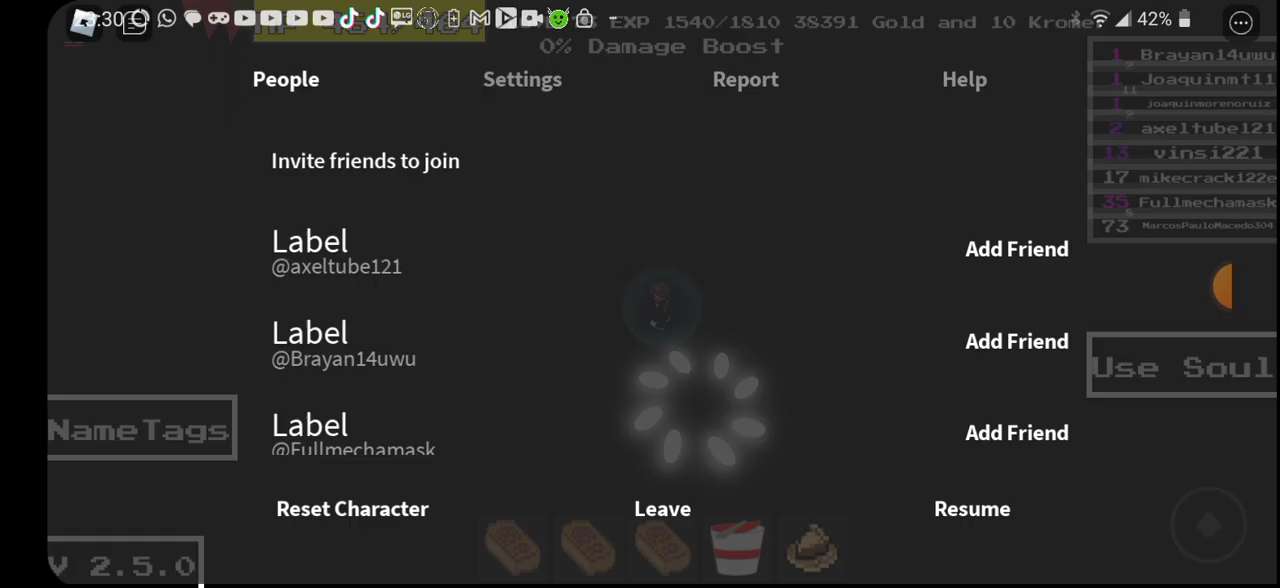 3:30
42%
EXP 1540/1810 38391 Gold and 10 Krome
0% Damage Boost
People
Settings
Report
Help
1 Brayan14uwu
1 Joaquinmt11
1 joaquinmorenoruiz
2 axeltube121
13 vinsi221
17 mikecrack122e
35 Fullmechamask
73 MarcosPauloMacedo304
Invite friends to join
Label
@axeltube121
Add Friend
Label
@Brayan14uwu
Add Friend
Label
@Fullmechamask
Add Friend
Use Soul
NameTags
Reset Character
Leave
Resume
V 2.5.0